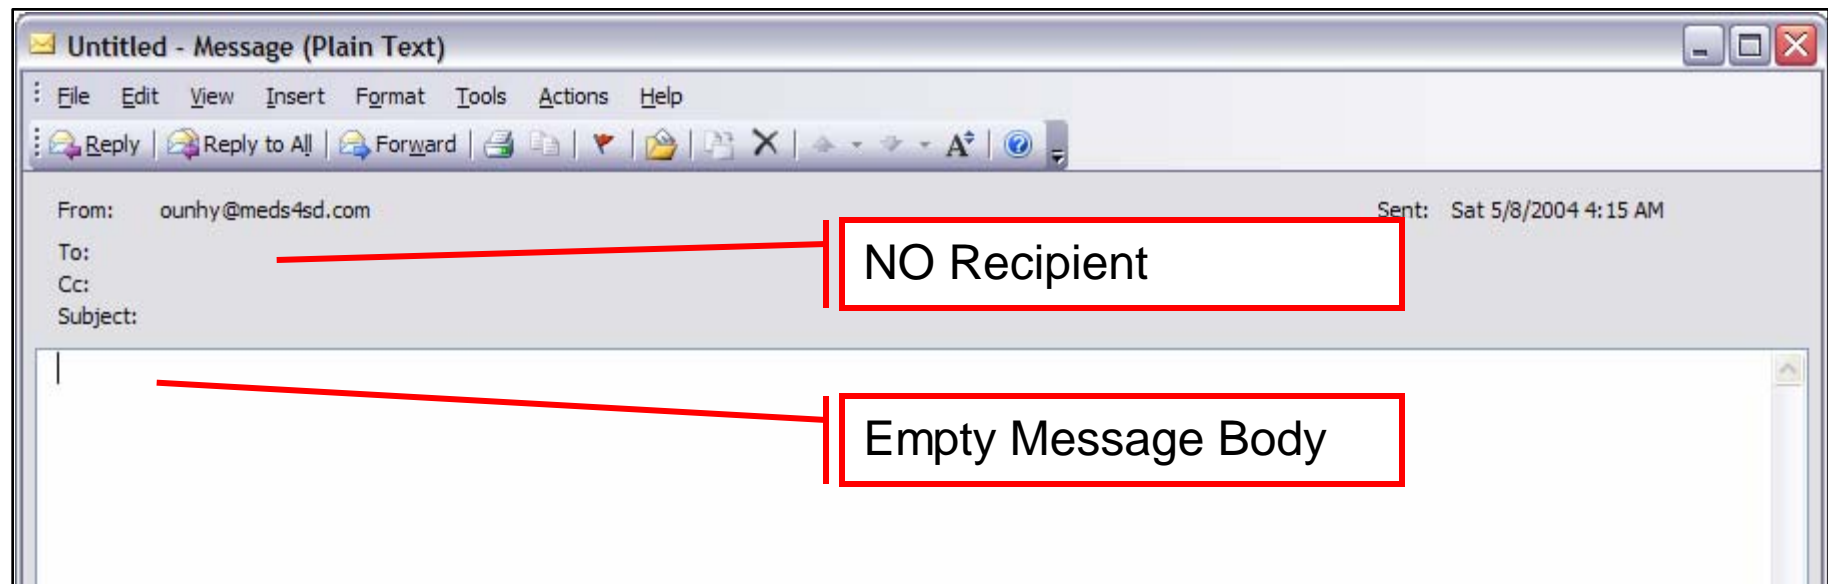 Untitled - Message (Plain Text)
File Edit View Insert Format Tools Actions Help
Reply Reply to All Forward A
From: ounhy@meds4sd.com Sent: Sat 5/8/2004 4:15 AM
To:
NO Recipient
Cc:
Subject:
Empty Message Body